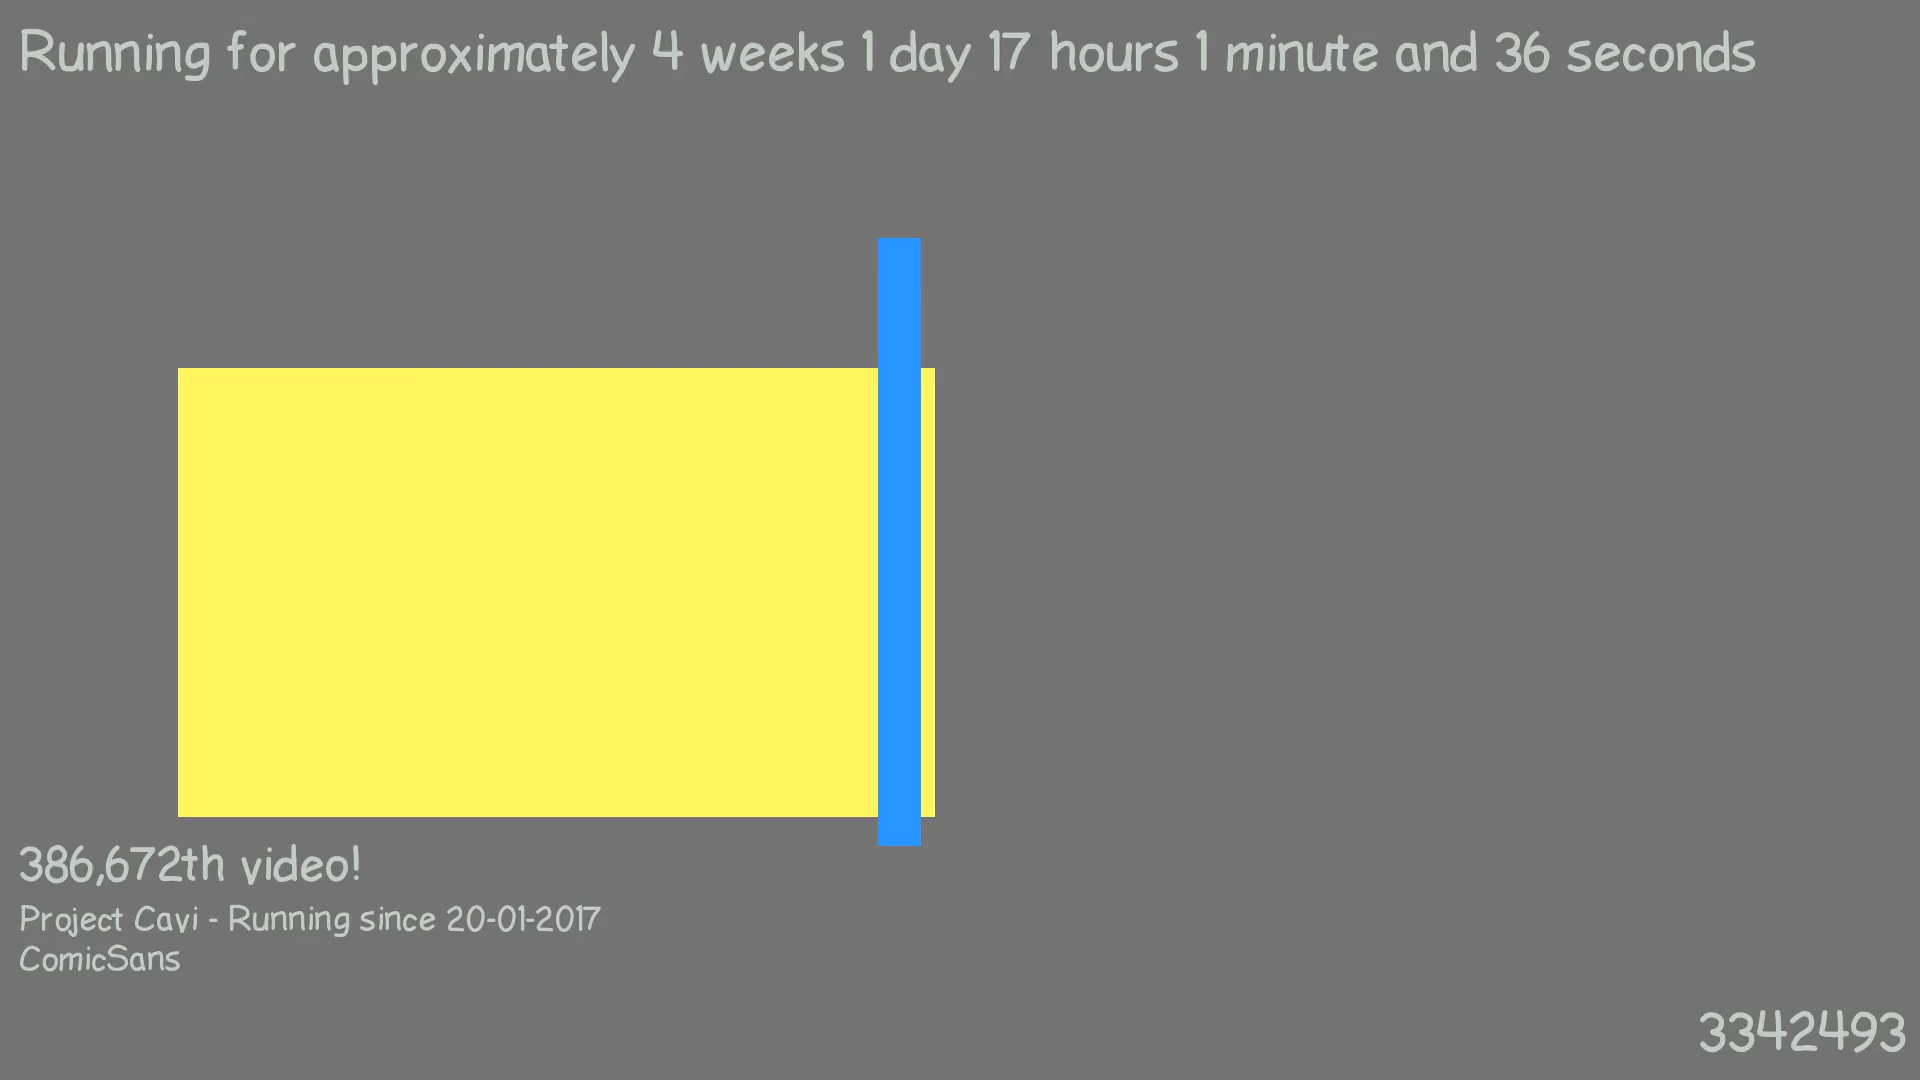 Running for approximately 4 weeks 1 day 17 hours 1 minute and 36 seconds
386,672th video!
Project Cavi - Running since 20-01-2017
ComicSans
3342493